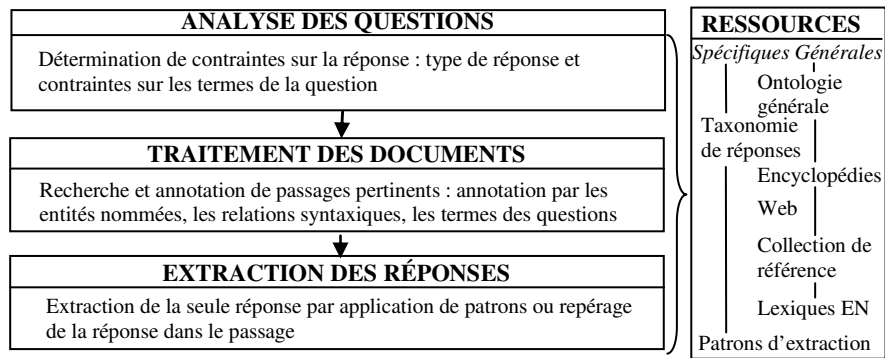 ANALYSE DES QUESTIONS
Détermination de contraintes sur la réponse : type de réponse et
contraintes sur les termes de la question
TRAITEMENT DES DOCUMENTS
Recherche et annotation de passages pertinents : annotation par les
entités nommées, les relations syntaxiques, les termes des questions
EXTRACTION DES RÉPONSES
Extraction de la seule réponse par application de patrons ou repérage
de la réponse dans le passage
RESSOURCES
Spécifiques Générales
Ontologie
générale
Taxonomie
de réponses
Encyclopédies
Web
Collection de
référence
Lexiques EN
Patrons d'extraction